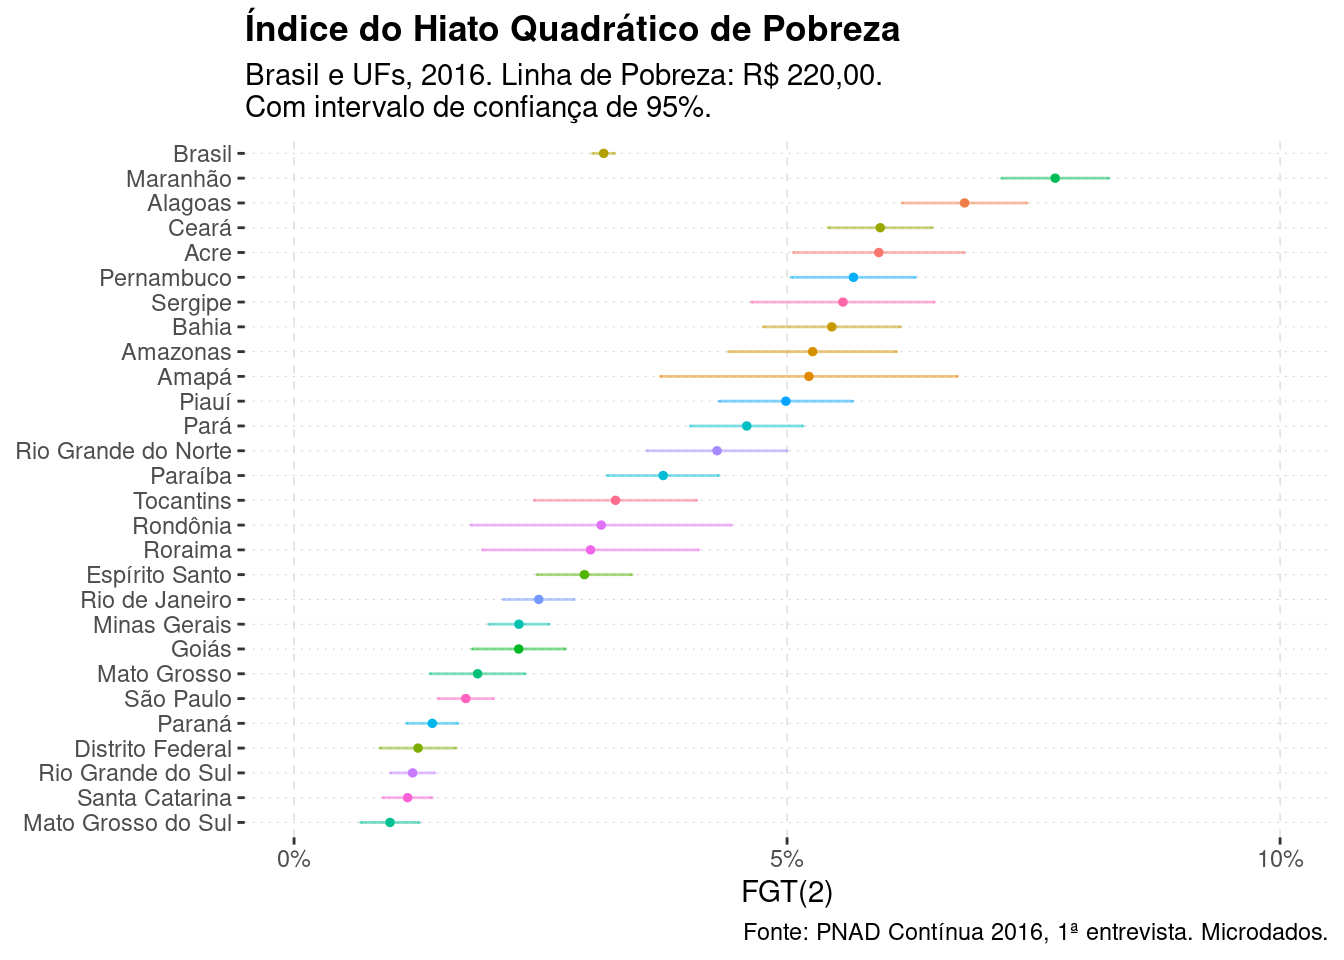 Índice do Hiato Quadrático de Pobreza
Brasil e UFs, 2016. Linha de Pobreza: R$ 220,00.
Com intervalo de confiança de 95%.
Brasil
Maranhão
Alagoas
Ceará
Acre
Pernambuco
Sergipe
Bahia
Amazonas
Amapá
Piauí
Pará
Rio Grande do Norte
Paraíba
Tocantins
Rondônia
Roraima
Espírito Santo
Rio de Janeiro
Minas Gerais
Goiás
Mato Grosso
São Paulo
Paraná
Distrito Federal
Rio Grande do Sul
Santa Catarina
Mato Grosso do Sul
0% 5% 10%
FGT(2)
Fonte: PNAD Contínua 2016, 1ª entrevista. Microdados.